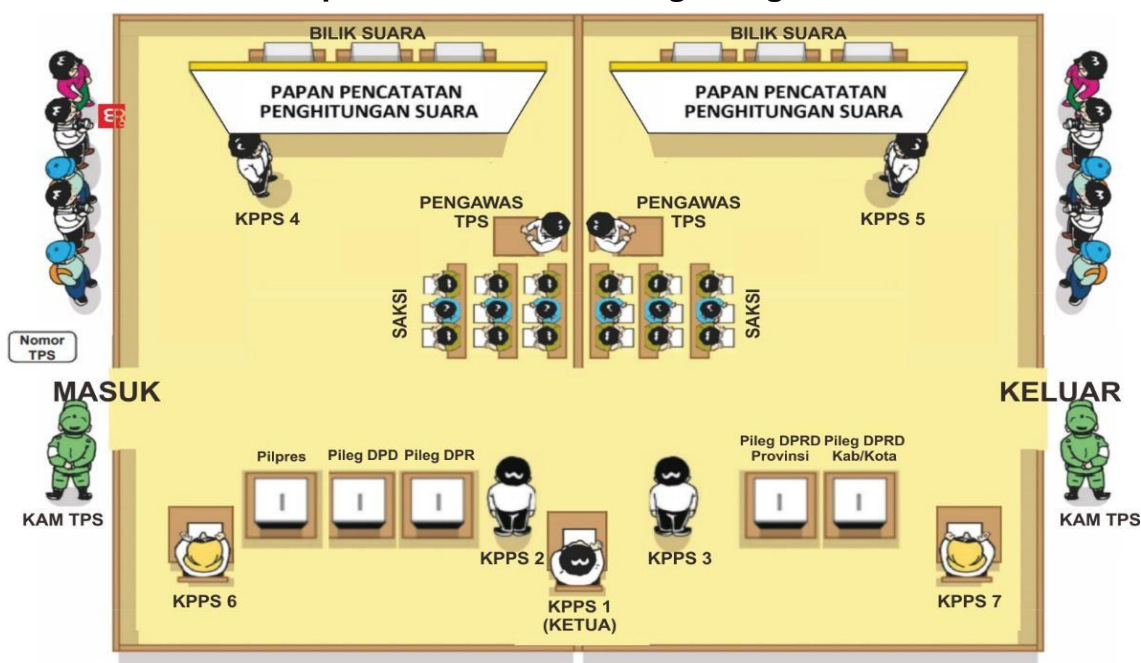 BILIK SUARA
BILIK SUARA
PAPAN PENCATATAN
PENGHITUNGAN SUARA
PAPAN PENCATATAN
PENGHITUNGAN SUARA
KPPS 4
KPPS 5
PENGAWAS
TPS
PENGAWAS
TPS
SAKSI
SAKSI
Nomor
TPS
MASUK
KELUAR
KAM TPS
KAM TPS
Pilpres
Pileg DPD
Pileg DPR
Pileg DPRD
Provinsi
Pileg DPRD
Kab/Kota
KPPS 2
KPPS 3
KPPS 6
KPPS 1
(KETUA)
KPPS 7